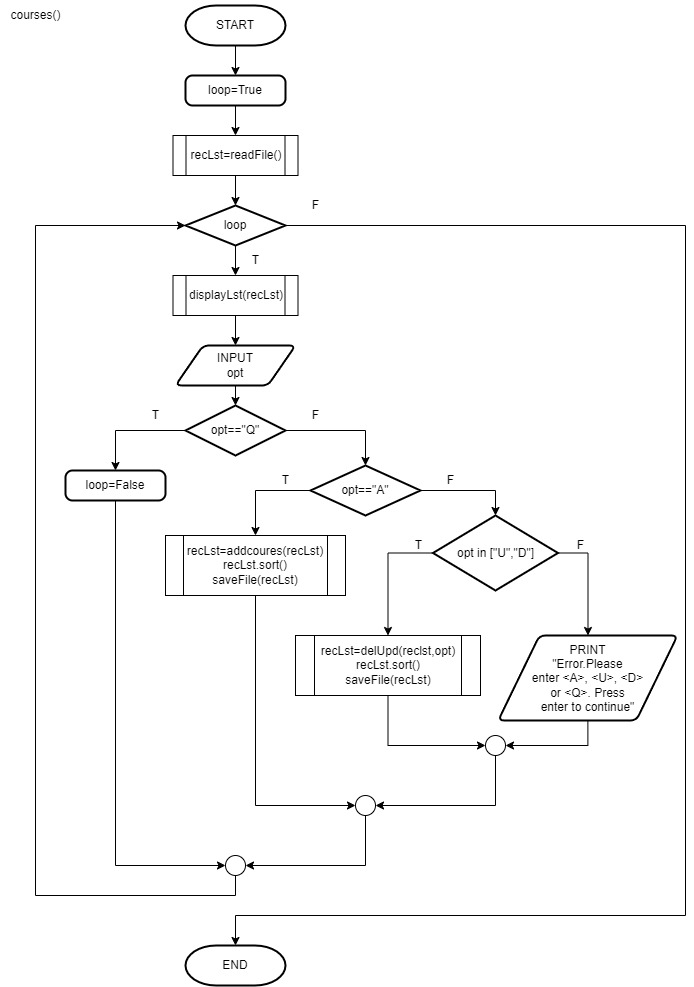 courses()
START
loop=True
recLst=readFile()
F
loop
T
displayLst(recLst)
INPUT
opt
T
F
opt=="Q"
loop=False
T
F
opt=="A"
recLst=addcoures(recLst)
recLst.sort()
saveFile(recLst)
T
F
opt in ["U","D"]
recLst=delUpd(reclst,opt)
recLst.sort()
saveFile(recLst)
PRINT
"Error.Please
enter <A>, <U>, <D>
or <Q>. Press
enter to continue"
END